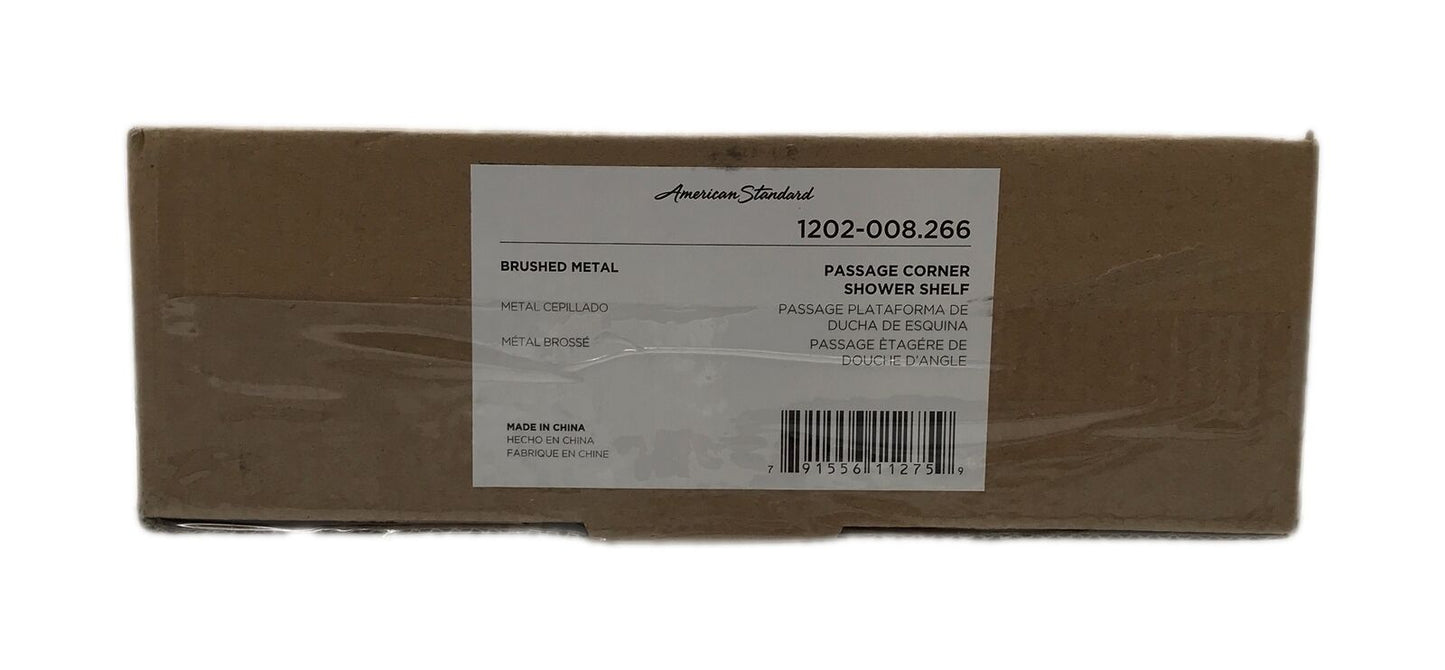 American Standard
1202-008.266
BRUSHED METAL
PASSAGE CORNER
SHOWER SHELF
METAL CEPILLADO
PASSAGE PLATAFORMA DE
DUCHA DE ESQUINA
MÉTAL BROSSÉ
PASSAGE ÈTAGÉRE DE
DOUCHE D'ANGLE
MADE IN CHINA
HECHO EN CHINA
FABRIQUE EN CHINE
7 91556 11275 9